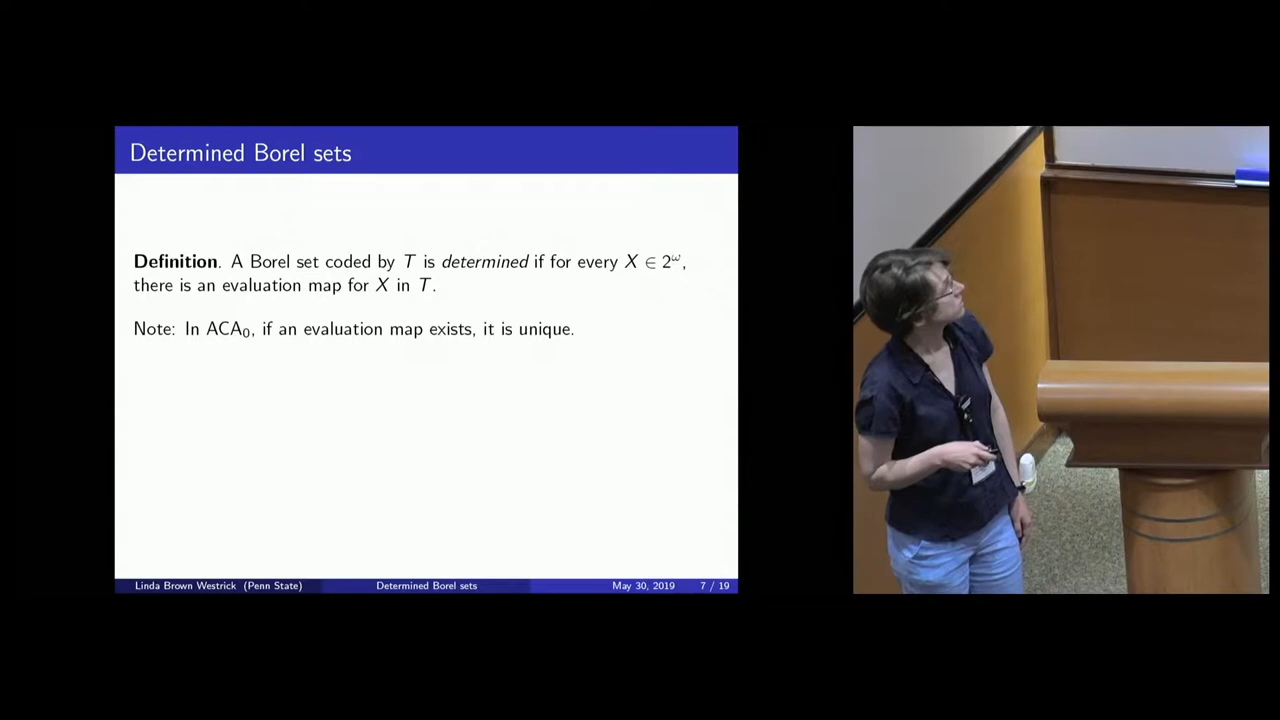 Determined Borel sets
Definition. A Borel set coded by T is determined if for every X ∈ 2^ω,
there is an evaluation map for X in T.
Note: In ACA₀, if an evaluation map exists, it is unique.
Linda Brown Westrick (Penn State) Determined Borel sets May 30, 2019 7 / 19